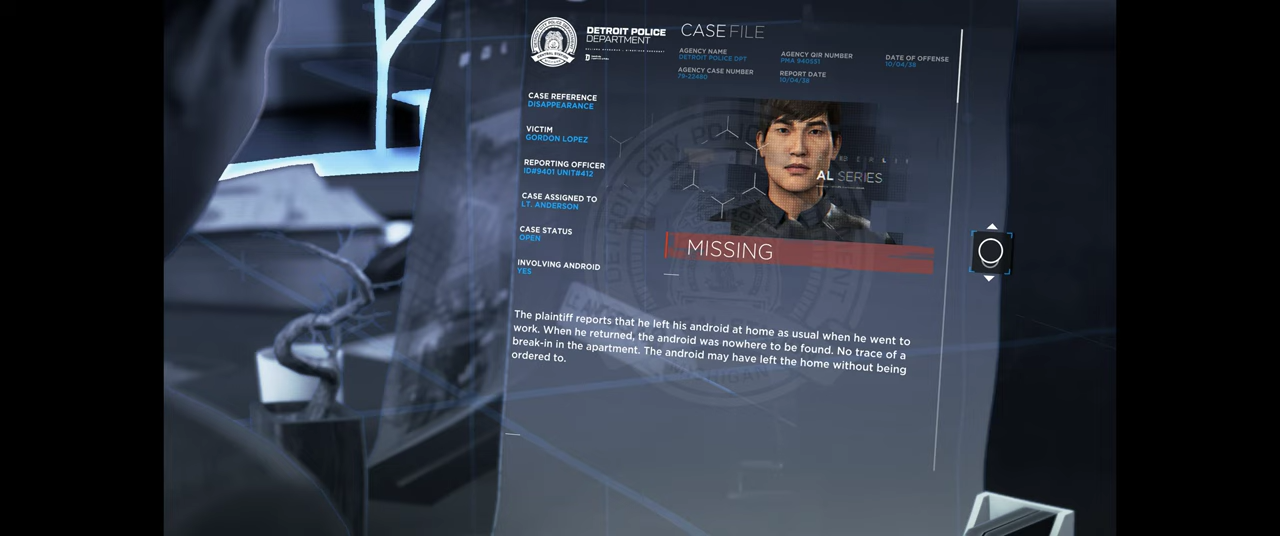 DETROIT POLICE
DEPARTMENT
CASE FILE
AGENCY NAME
DETROIT POLICE DPT
AGENCY QIR NUMBER
PMA 940551
DATE OF OFFENSE
10/04/38
AGENCY CASE NUMBER
76-22480
REPORT DATE
10/04/38
CASE REFERENCE
DISAPPEARANCE
VICTIM
GORDON LOPEZ
REPORTING OFFICER
ID#9401 UNIT#412
CASE ASSIGNED TO
LT. ANDERSON
CASE STATUS
OPEN
INVOLVING ANDROID
YES
AL SERIES
MISSING
The plaintiff reports that he left his android at home as usual when he went to
work. When he returned, the android was nowhere to be found. No trace of a
break-in in the apartment. The android may have left the home without being
ordered to.